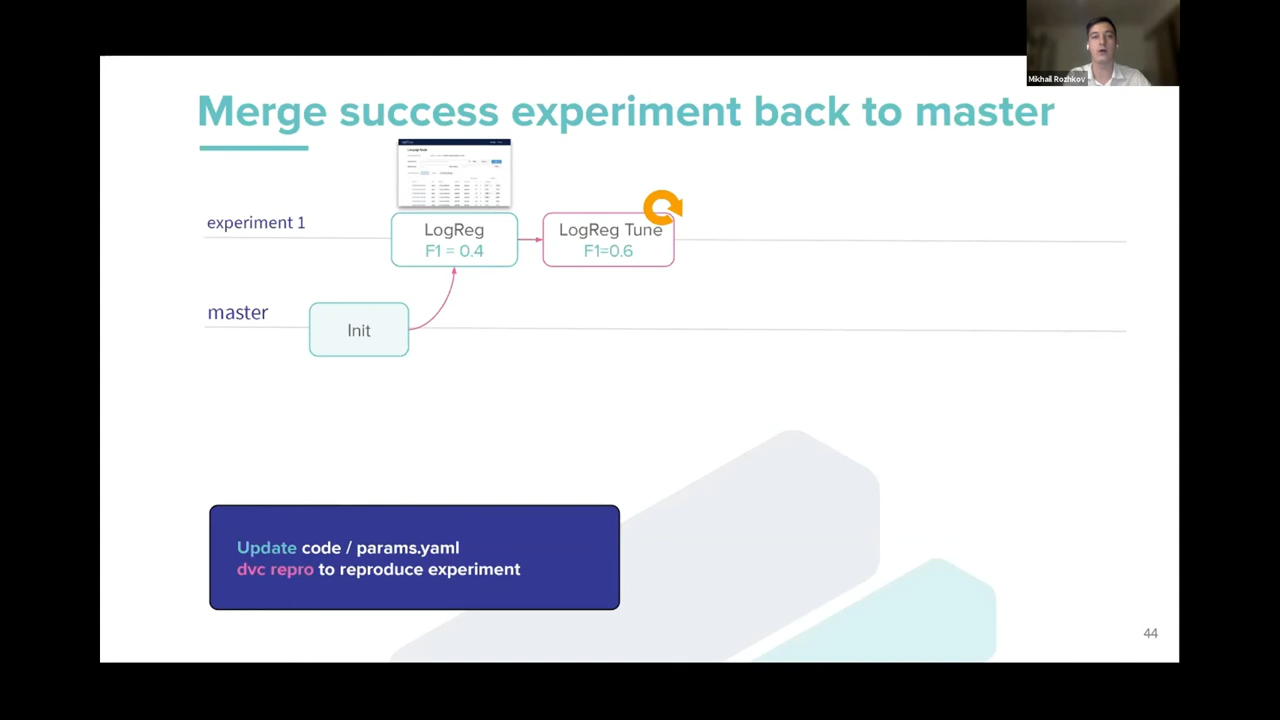 Mikhail Rozhkov
Merge success experiment back to master
experiment 1
LogReg
F1 = 0.4
LogReg Tune
F1=0.6
master
Init
Update code / params.yaml
dvc repro to reproduce experiment
44